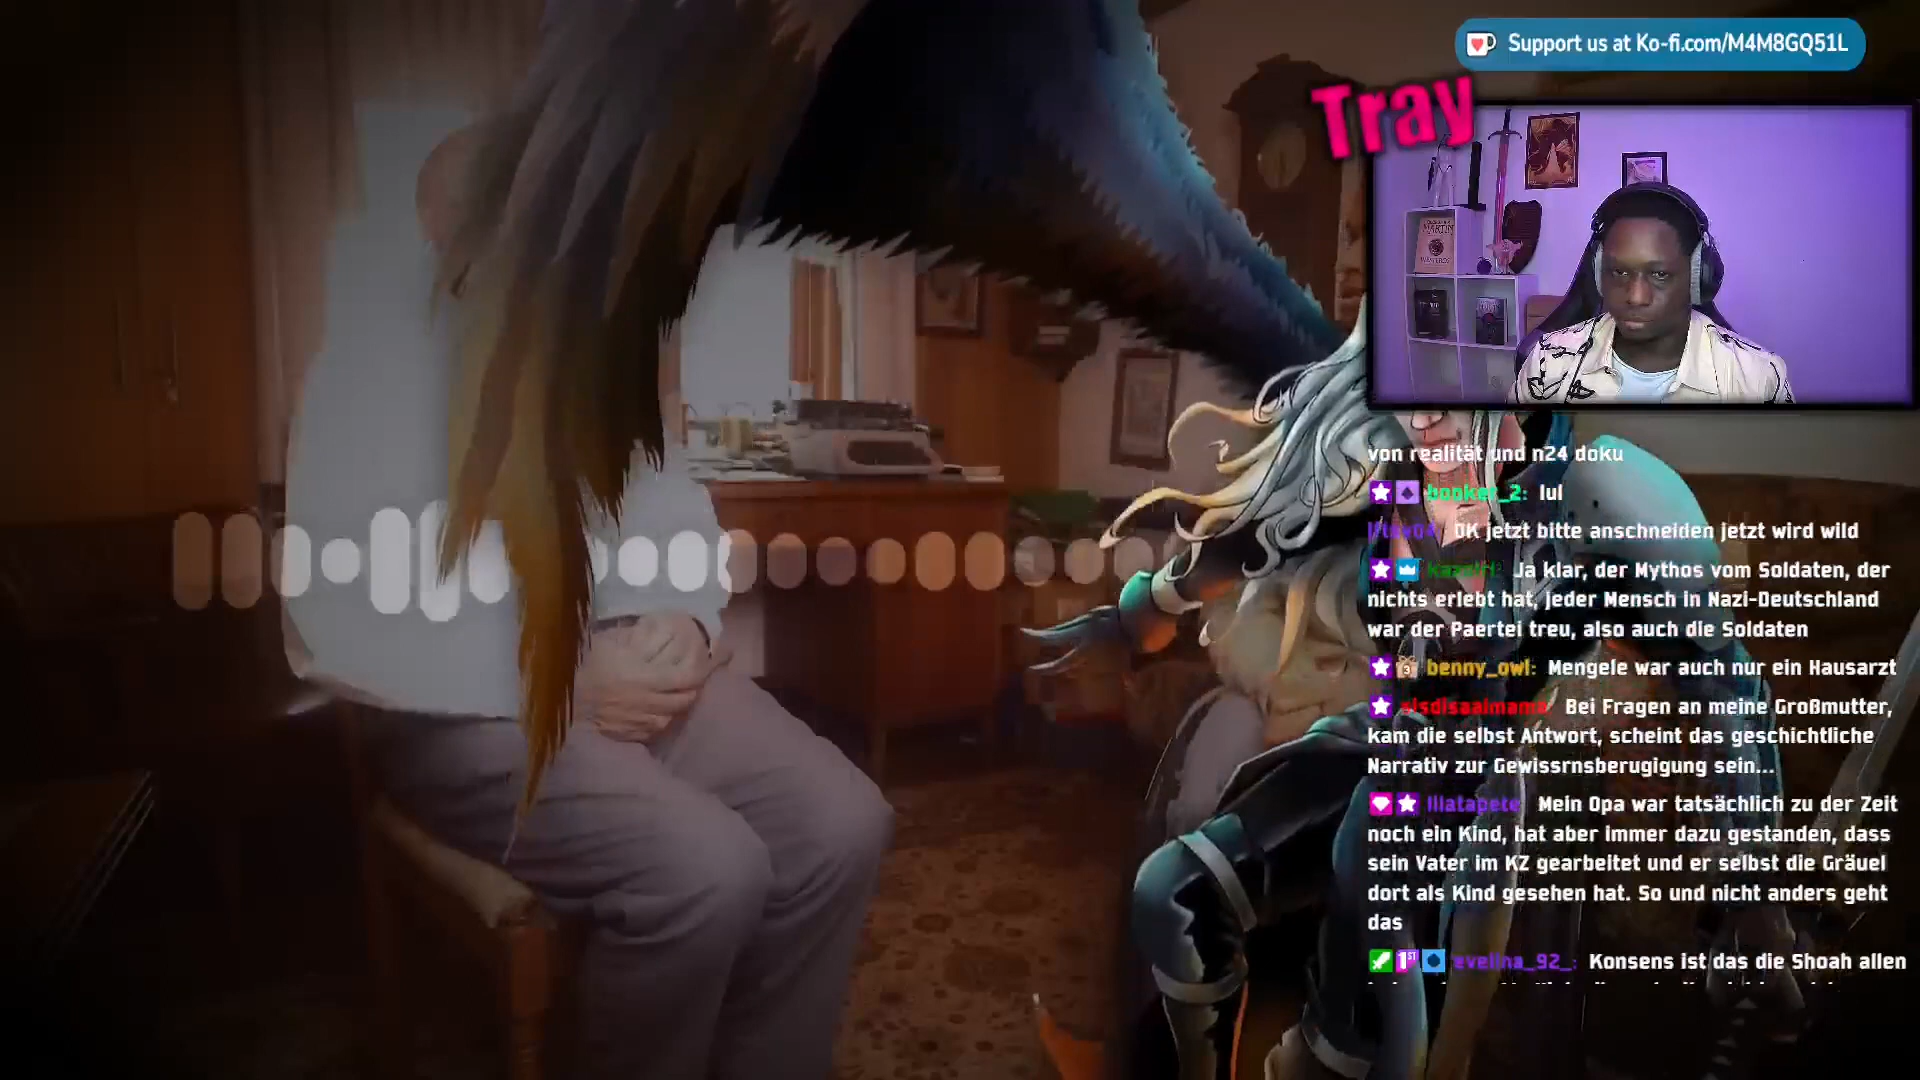 Support us at Ko-fi.com/M4M8GQ51L
Tray
MARTIN
von realität und n24 doku
booker_2: lul
OK jetzt bitte anschneiden jetzt wird wild
Ja klar, der Mythos vom Soldaten, der
nichts erlebt hat, jeder Mensch in Nazi-Deutschland
war der Paertei treu, also auch die Soldaten
benny_owl: Mengele war auch nur ein Hausarzt
Bei Fragen an meine Großmutter,
kam die selbst Antwort, scheint das geschichtliche
Narrativ zur Gewissrnsberugigung sein...
lilatapete Mein Opa war tatsächlich zu der Zeit
noch ein Kind, hat aber immer dazu gestanden, dass
sein Vater im KZ gearbeitet und er selbst die Gräuel
dort als Kind gesehen hat. So und nicht anders geht
das
evelina_92_: Konsens ist das die Shoah allen